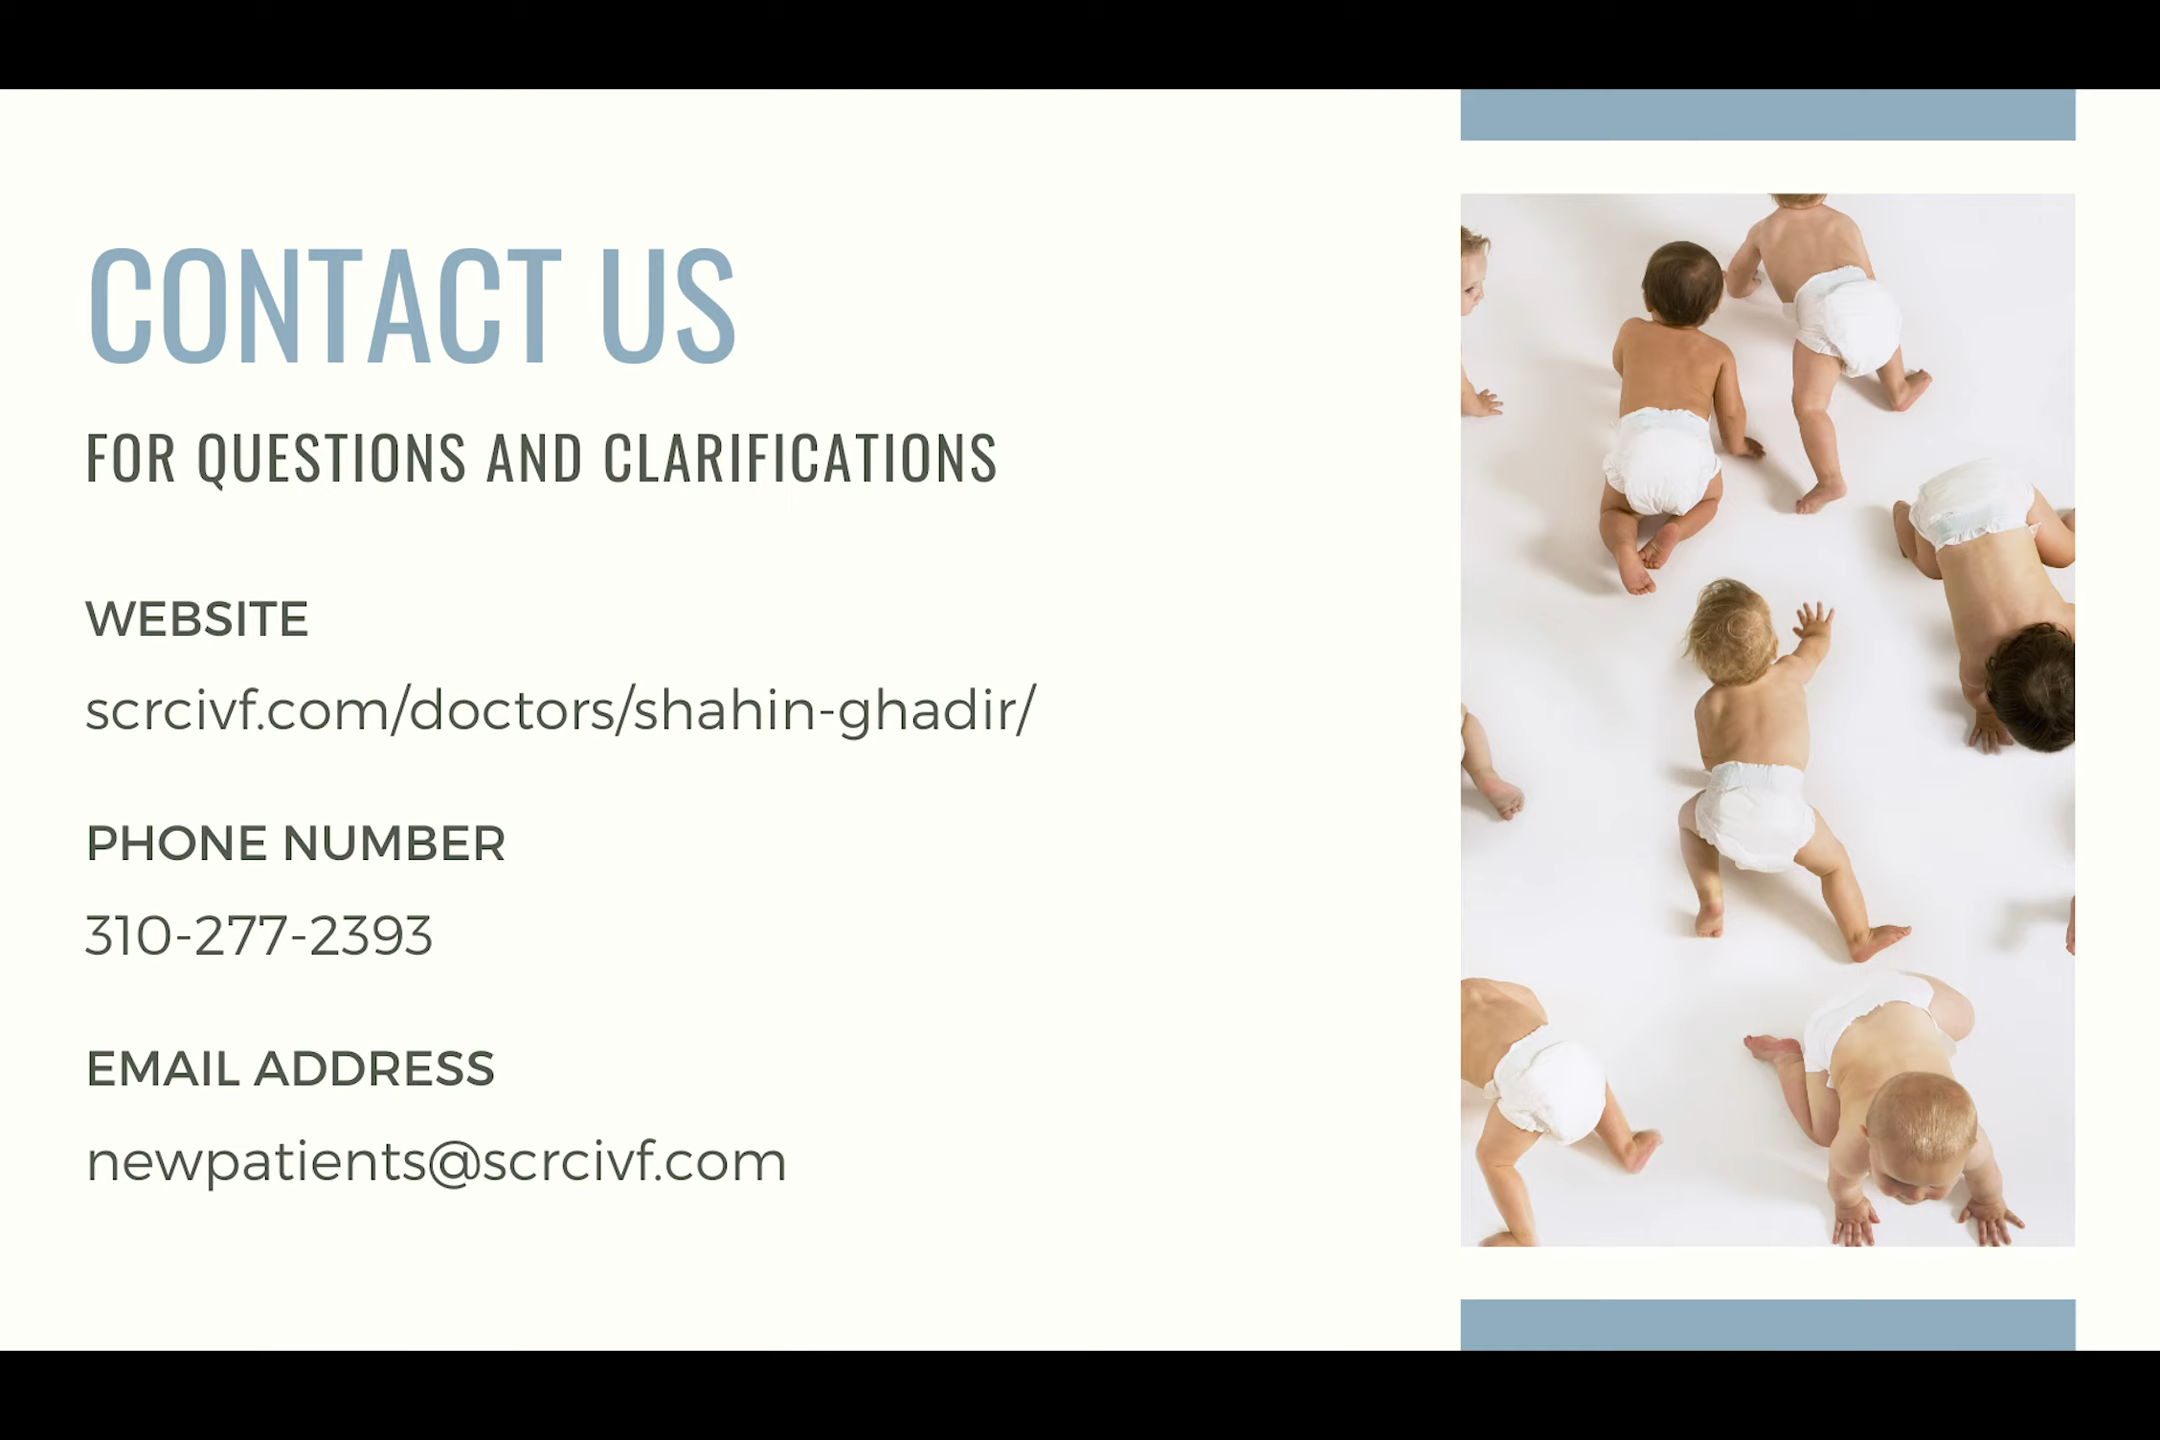 CONTACT US
FOR QUESTIONS AND CLARIFICATIONS
WEBSITE
scrcivf.com/doctors/shahin-ghadir/
PHONE NUMBER
310-277-2393
EMAIL ADDRESS
newpatients@scrcivf.com